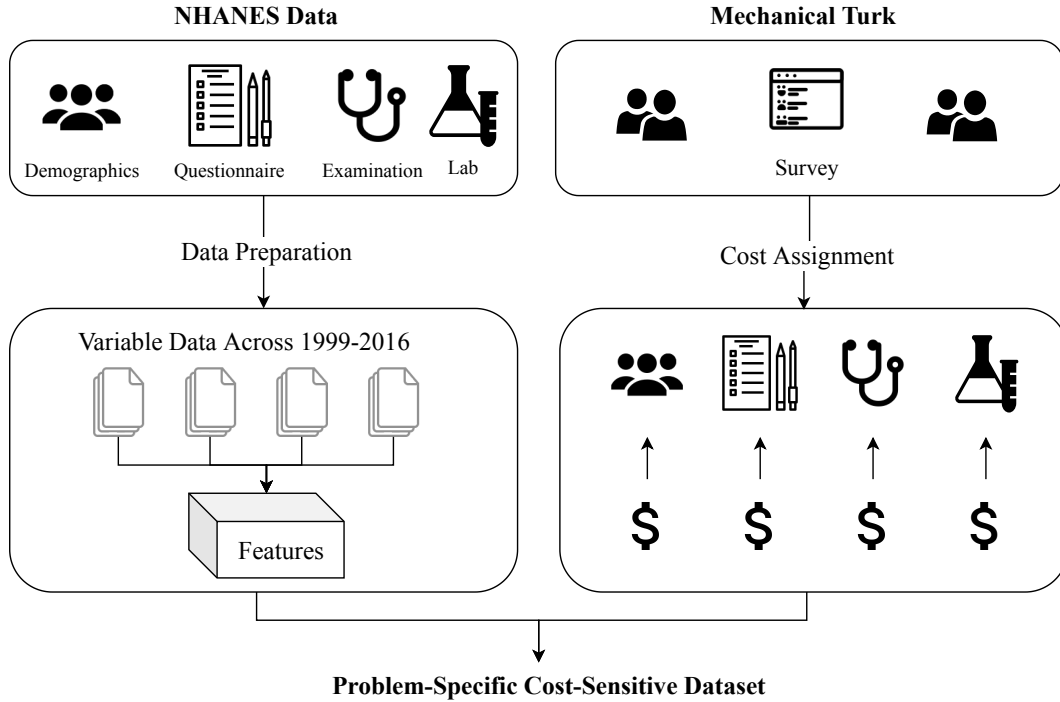 NHANES Data
Mechanical Turk
Demographics
Questionnaire
Examination
Lab
Survey
Data Preparation
Cost Assignment
Variable Data Across 1999-2016
Features
$
$
$
$
Problem-Specific Cost-Sensitive Dataset